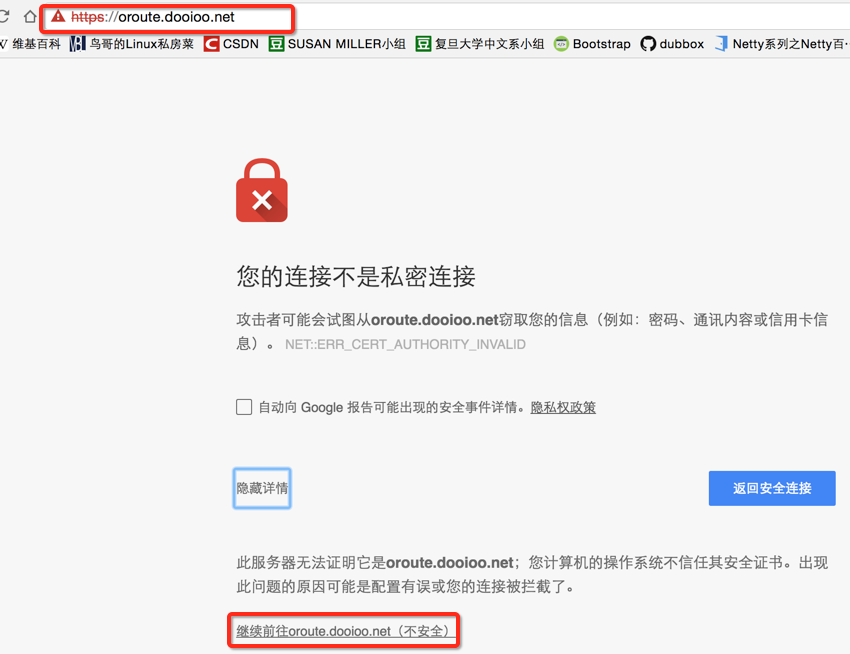 https://oroute.dooioo.net
维基百科 鸟哥的Linux私房菜 CSDN SUSAN MILLER小组 复旦大学中文系小组 Bootstrap dubbox Netty系列之Netty百…
您的连接不是私密连接
攻击者可能会试图从oroute.dooioo.net窃取您的信息（例如：密码、通讯内容或信用卡信
息）。 NET::ERR_CERT_AUTHORITY_INVALID
自动向 Google 报告可能出现的安全事件详情。隐私权政策
隐藏详情
返回安全连接
此服务器无法证明它是oroute.dooioo.net；您计算机的操作系统不信任其安全证书。出现
此问题的原因可能是配置有误或您的连接被拦截了。
继续前往oroute.dooioo.net（不安全）